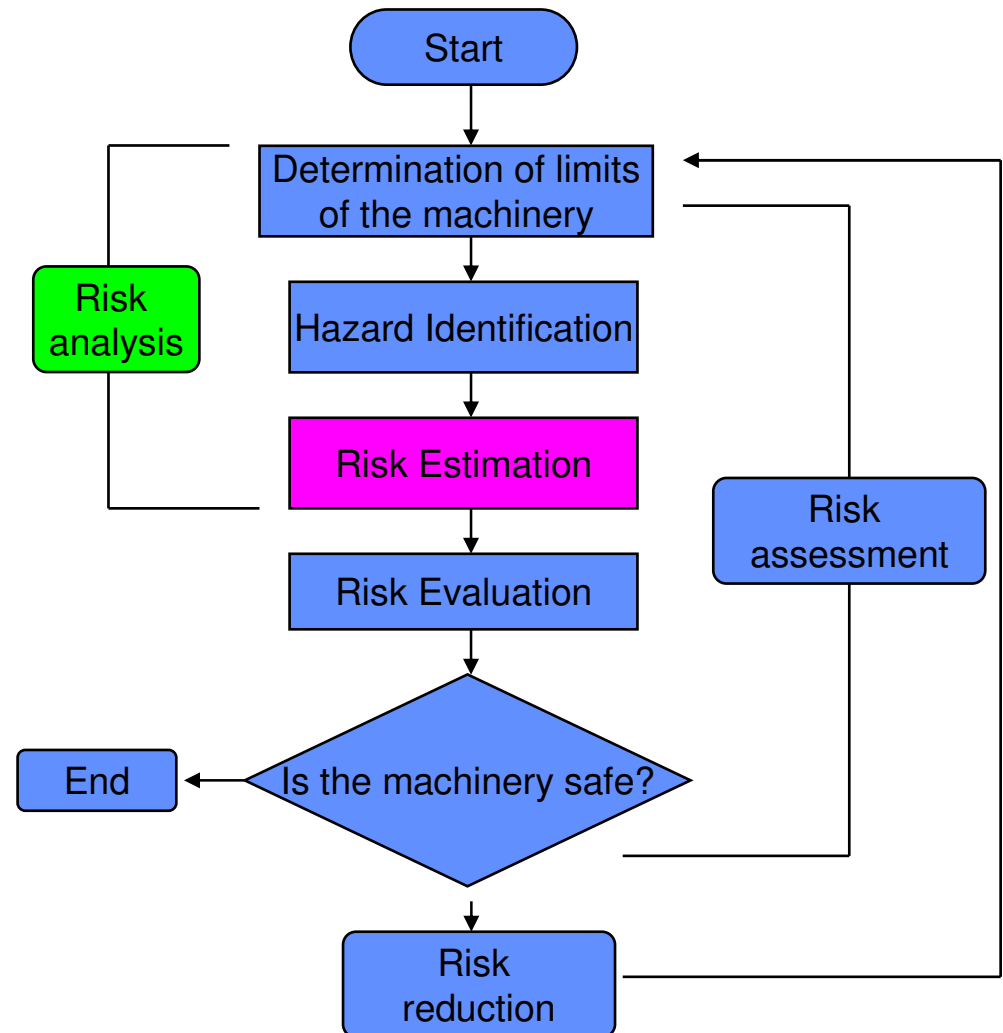 Start
Determination of limits
of the machinery
Risk
analysis
Hazard Identification
Risk Estimation
Risk
assessment
Risk Evaluation
Is the machinery safe?
End
Risk
reduction